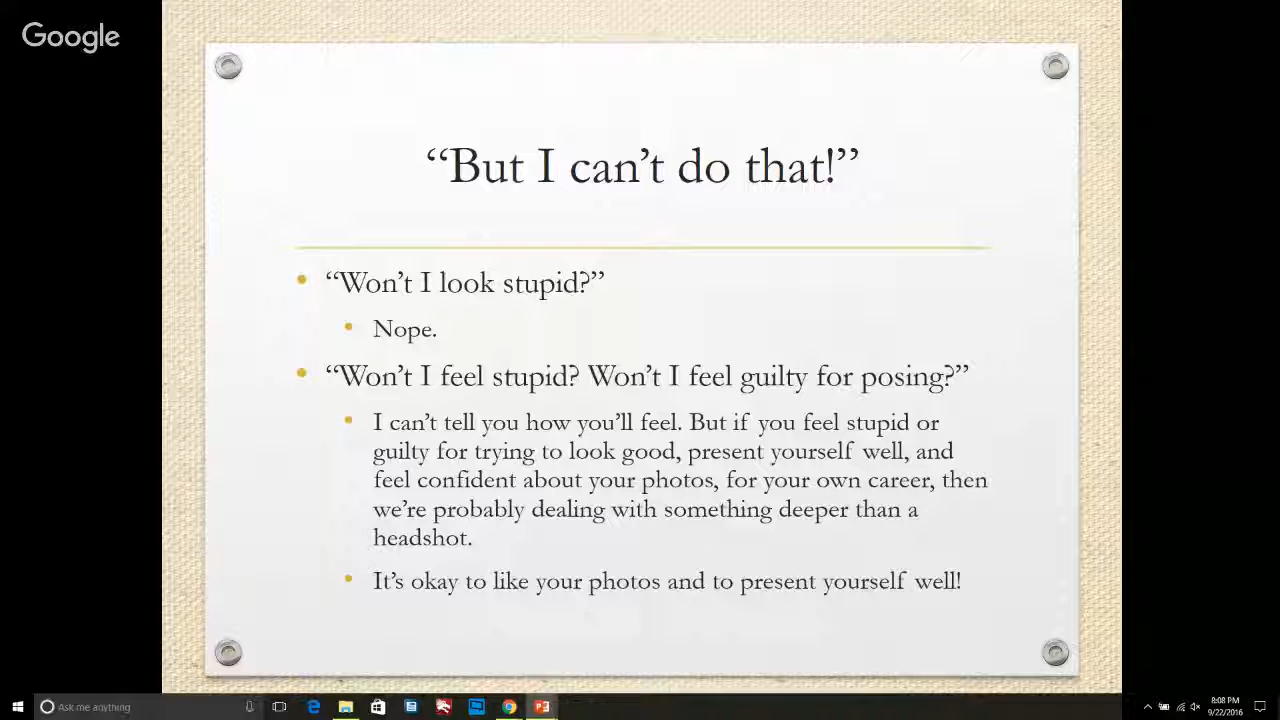 Google
“But I can’t do that!”
“Won’t I look stupid?”
Nope.
“Won’t I feel stupid? Won’t I feel guilty for posing?”
I can’t tell you how you’ll feel. But if you feel stupid or
guilty for trying to look good, present yourself well, and
feel confident about your photos, for your own career, then
we’re probably dealing with something deeper than a
headshot.
It’s okay to like your photos and to present yourself well!
Ask me anything
8:08 PM
9/22/2016